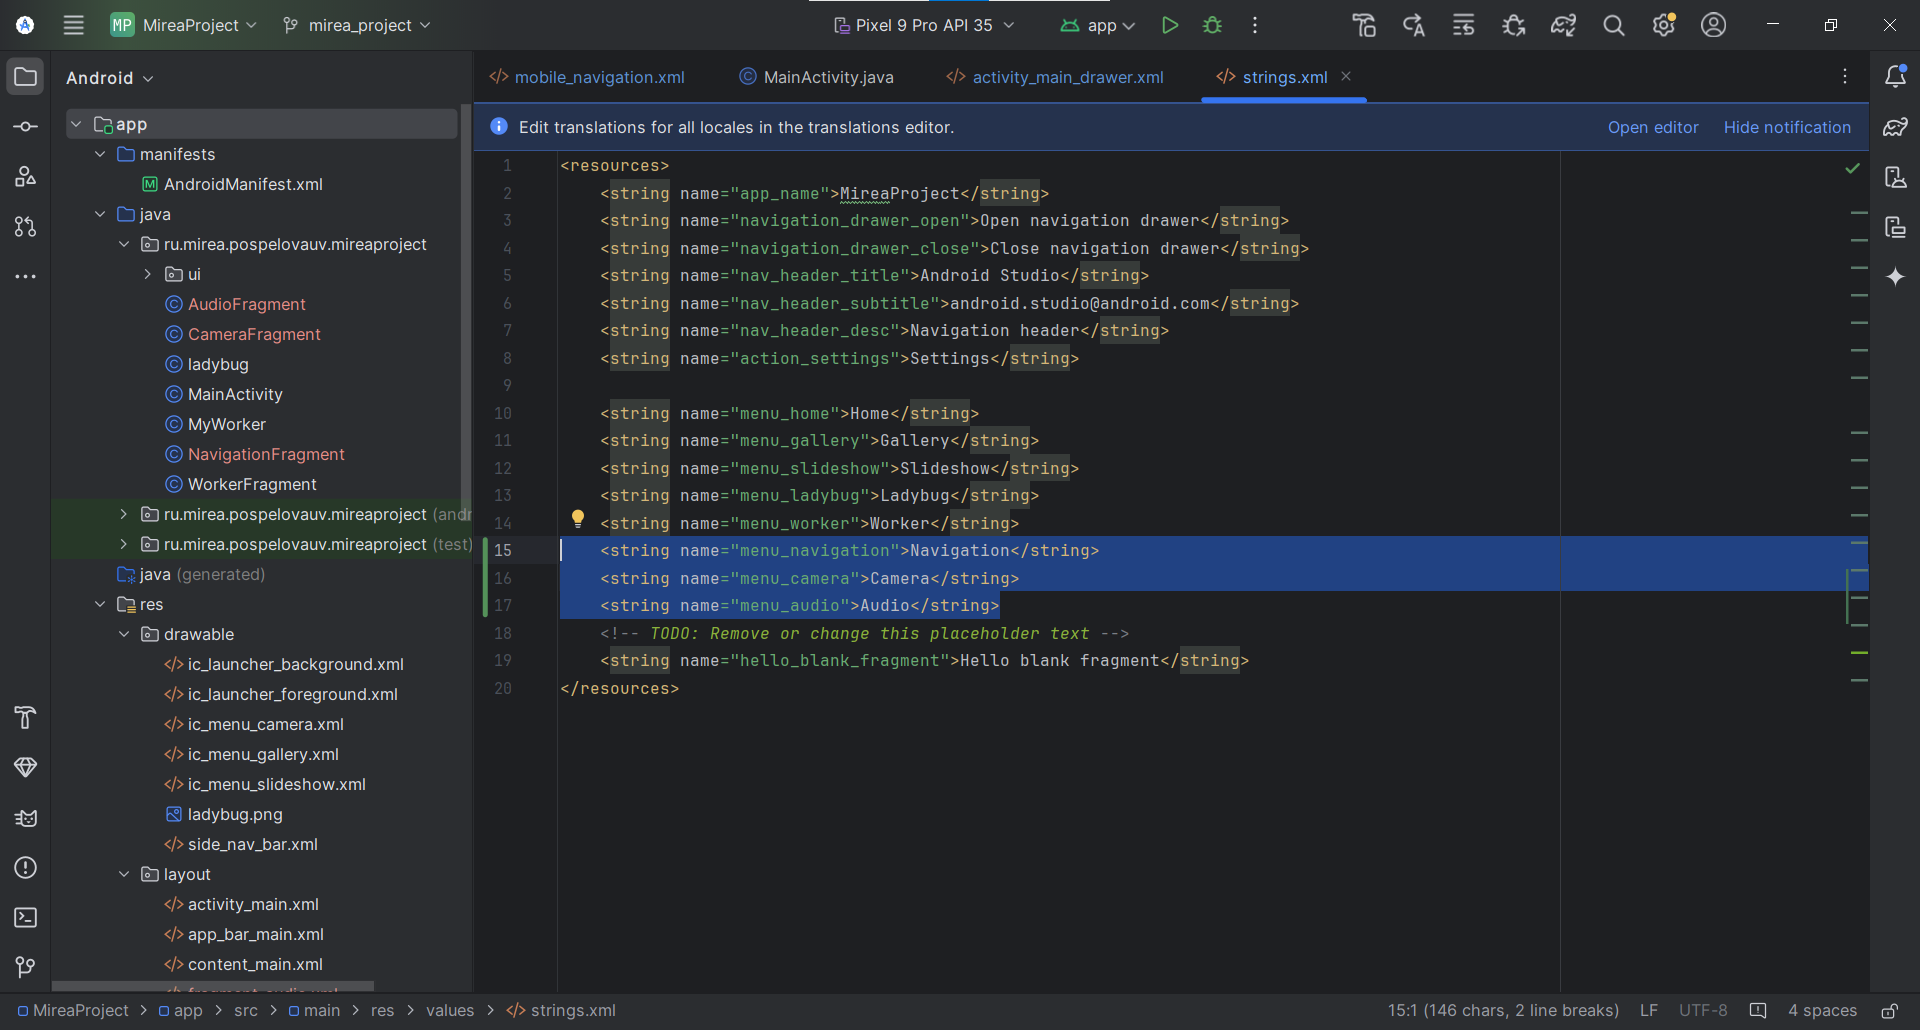 MP MireaProject mirea_project Pixel 9 Pro API 35 app
Android
mobile_navigation.xml MainActivity.java activity_main_drawer.xml strings.xml
Edit translations for all locales in the translations editor. Open editor Hide notification
app
manifests
AndroidManifest.xml
java
ru.mirea.pospelovauv.mireaproject
ui
AudioFragment
CameraFragment
ladybug
MainActivity
MyWorker
NavigationFragment
WorkerFragment
ru.mirea.pospelovauv.mireaproject
ru.mirea.pospelovauv.mireaproject (test)
java (generated)
res
drawable
ic_launcher_background.xml
ic_launcher_foreground.xml
ic_menu_camera.xml
ic_menu_gallery.xml
ic_menu_slideshow.xml
ladybug.png
side_nav_bar.xml
layout
activity_main.xml
app_bar_main.xml
content_main.xml
1 <resources>
2 <string name="app_name">MireaProject</string>
3 <string name="navigation_drawer_open">Open navigation drawer</string>
4 <string name="navigation_drawer_close">Close navigation drawer</string>
5 <string name="nav_header_title">Android Studio</string>
6 <string name="nav_header_subtitle">android.studio@android.com</string>
7 <string name="nav_header_desc">Navigation header</string>
8 <string name="action_settings">Settings</string>
9
10 <string name="menu_home">Home</string>
11 <string name="menu_gallery">Gallery</string>
12 <string name="menu_slideshow">Slideshow</string>
13 <string name="menu_ladybug">Ladybug</string>
14 <string name="menu_worker">Worker</string>
15 <string name="menu_navigation">Navigation</string>
16 <string name="menu_camera">Camera</string>
17 <string name="menu_audio">Audio</string>
18 <!-- TODO: Remove or change this placeholder text -->
19 <string name="hello_blank_fragment">Hello blank fragment</string>
20 </resources>
MireaProject > app > src > main > res > values > strings.xml 15:1 (146 chars, 2 line breaks) LF UTF-8 4 spaces